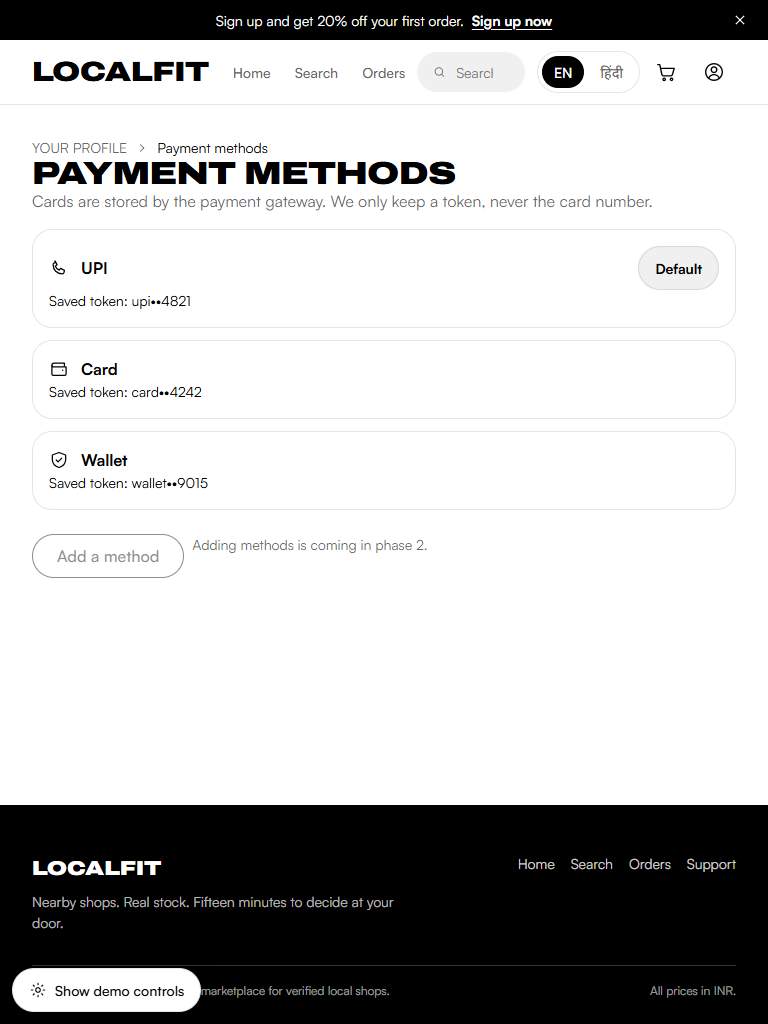 Sign up and get 20% off your first order. Sign up now
LOCALFIT Home Search Orders Search EN हिंदी
YOUR PROFILE > Payment methods
PAYMENT METHODS
Cards are stored by the payment gateway. We only keep a token, never the card number.
UPI Default
Saved token: upi••4821
Card
Saved token: card••4242
Wallet
Saved token: wallet••9015
Add a method Adding methods is coming in phase 2.
LOCALFIT Home Search Orders Support
Nearby shops. Real stock. Fifteen minutes to decide at your
door.
Show demo controls marketplace for verified local shops. All prices in INR.